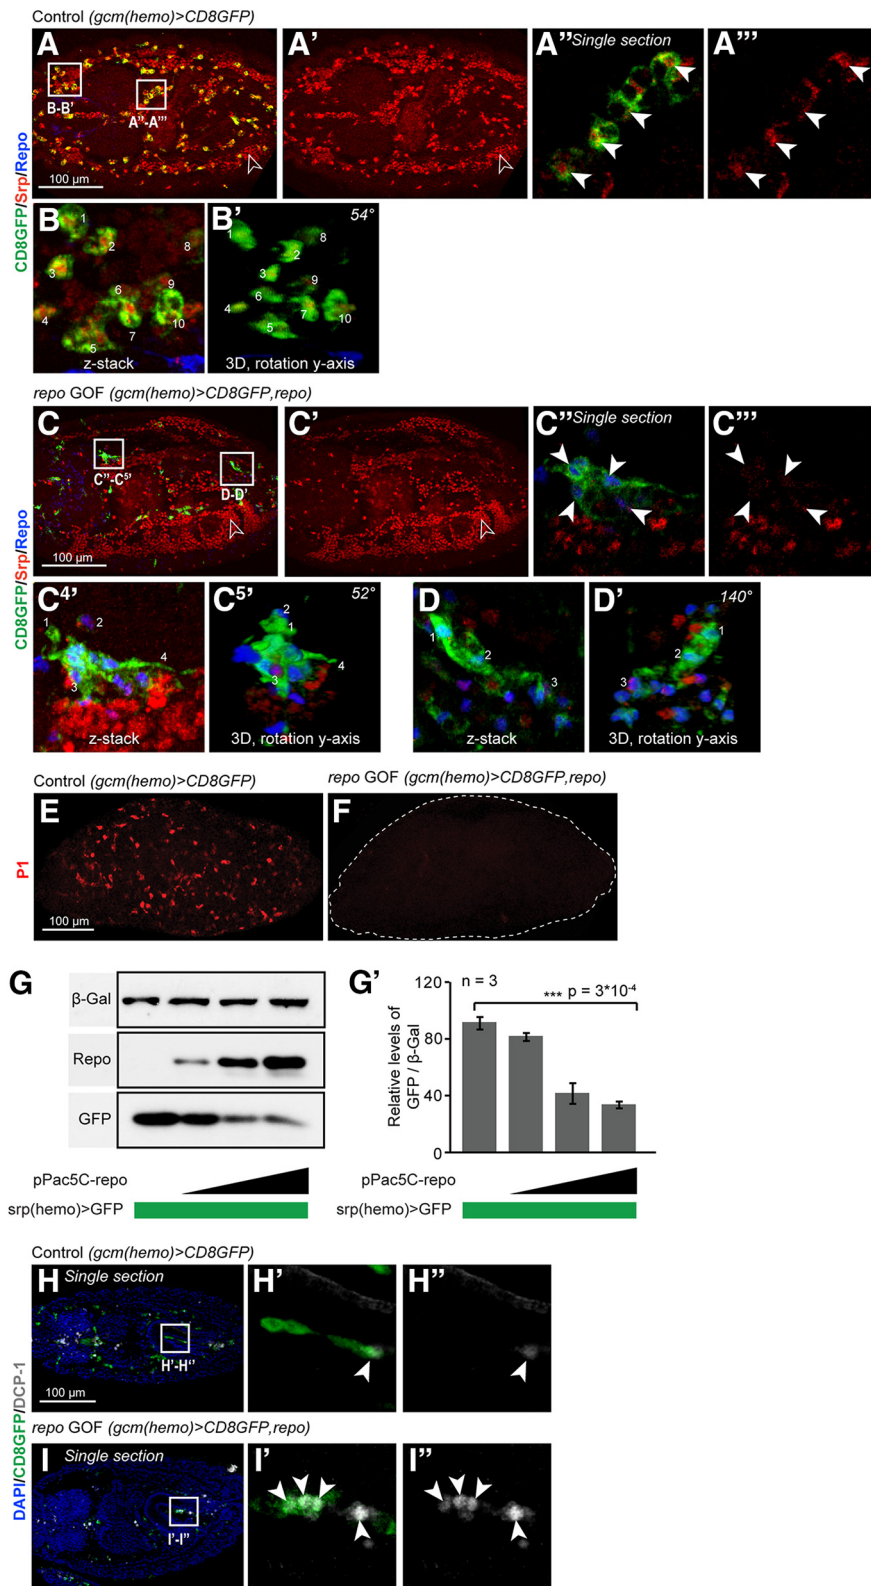 Control (gcm(hemo)>CD8GFP)
CD8GFP/Srp/Repo
A
B-B'
A''-A'''
100 µm
A'
A'' Single section
A'''
B
1
2
8
3
6
9
4
7
10
5
z-stack
B'
54°
1
8
2
3
9
6
4
7
10
5
3D, rotation y-axis
repo GOF (gcm(hemo)>CD8GFP,repo)
CD8GFP/Srp/Repo
C
C''-C5'
D-D'
100 µm
C'
C'' Single section
C'''
C4'
1
2
4
3
z-stack
C5'
52°
2
1
4
3
3D, rotation y-axis
D
1
2
3
z-stack
D'
140°
1
2
3
3D, rotation y-axis
Control (gcm(hemo)>CD8GFP)
repo GOF (gcm(hemo)>CD8GFP,repo)
P1
E
100 µm
F
G
β-Gal
Repo
GFP
pPac5C-repo
srp(hemo)>GFP
G'
Relative levels of
GFP / β-Gal
120
80
40
0
n = 3
*** p = 3*10-4
pPac5C-repo
srp(hemo)>GFP
Control (gcm(hemo)>CD8GFP)
DAPI/CD8GFP/DCP-1
H Single section
H'-H''
100 µm
H'
H''
repo GOF (gcm(hemo)>CD8GFP,repo)
I Single section
I'-I''
I'
I''